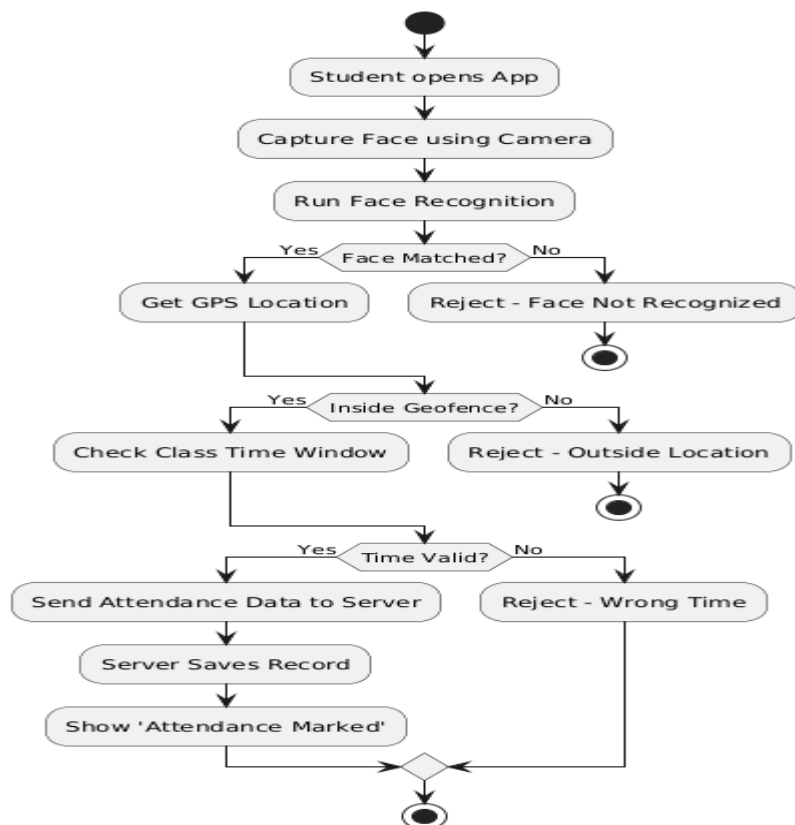 Student opens App
Capture Face using Camera
Run Face Recognition
Yes
Face Matched?
No
Get GPS Location
Reject - Face Not Recognized
Yes
Inside Geofence?
No
Check Class Time Window
Reject - Outside Location
Yes
Time Valid?
No
Send Attendance Data to Server
Reject - Wrong Time
Server Saves Record
Show 'Attendance Marked'